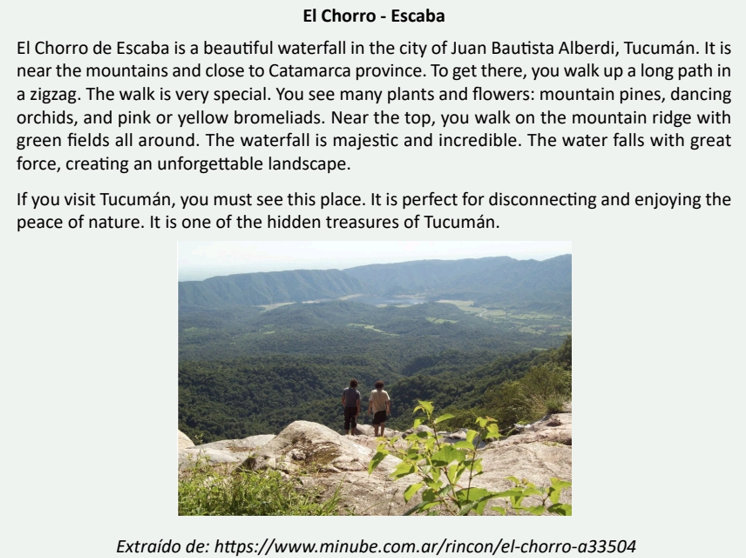 El Chorro - Escaba
El Chorro de Escaba is a beautiful waterfall in the city of Juan Bautista Alberdi, Tucumán. It is
near the mountains and close to Catamarca province. To get there, you walk up a long path in
a zigzag. The walk is very special. You see many plants and flowers: mountain pines, dancing
orchids, and pink or yellow bromeliads. Near the top, you walk on the mountain ridge with
green fields all around. The waterfall is majestic and incredible. The water falls with great
force, creating an unforgettable landscape.
If you visit Tucumán, you must see this place. It is perfect for disconnecting and enjoying the
peace of nature. It is one of the hidden treasures of Tucumán.
Extraído de: https://www.minube.com.ar/rincon/el-chorro-a33504